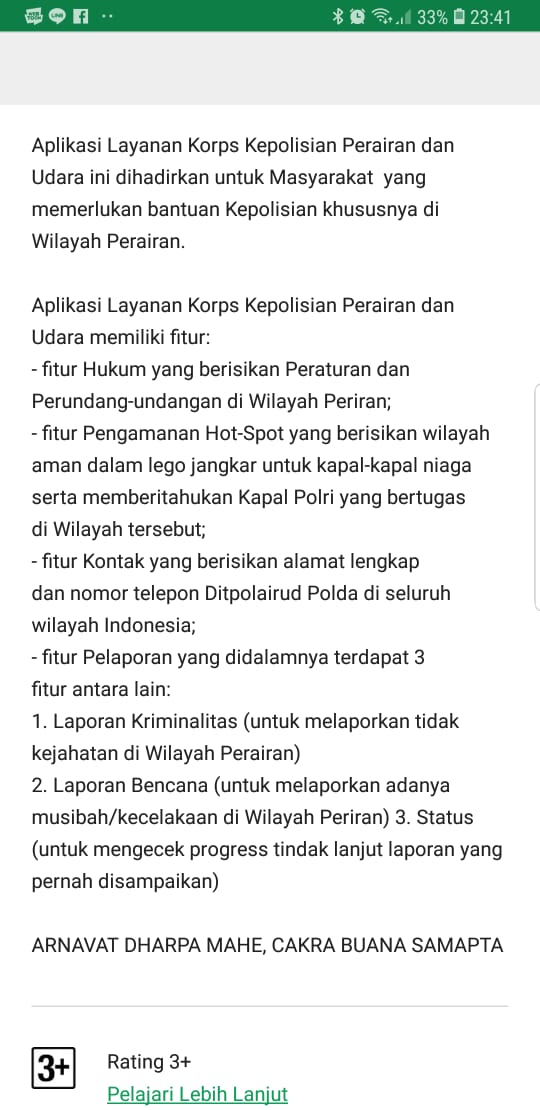 33% 23:41
Aplikasi Layanan Korps Kepolisian Perairan dan
Udara ini dihadirkan untuk Masyarakat  yang
memerlukan bantuan Kepolisian khususnya di
Wilayah Perairan.
Aplikasi Layanan Korps Kepolisian Perairan dan
Udara memiliki fitur:
- fitur Hukum yang berisikan Peraturan dan
Perundang-undangan di Wilayah Periran;
- fitur Pengamanan Hot-Spot yang berisikan wilayah
aman dalam lego jangkar untuk kapal-kapal niaga
serta memberitahukan Kapal Polri yang bertugas
di Wilayah tersebut;
- fitur Kontak yang berisikan alamat lengkap
dan nomor telepon Ditpolairud Polda di seluruh
wilayah Indonesia;
- fitur Pelaporan yang didalamnya terdapat 3
fitur antara lain:
1. Laporan Kriminalitas (untuk melaporkan tidak
kejahatan di Wilayah Perairan)
2. Laporan Bencana (untuk melaporkan adanya
musibah/kecelakaan di Wilayah Periran) 3. Status
(untuk mengecek progress tindak lanjut laporan yang
pernah disampaikan)
ARNAVAT DHARPA MAHE, CAKRA BUANA SAMAPTA
3+
Rating 3+
Pelajari Lebih Lanjut